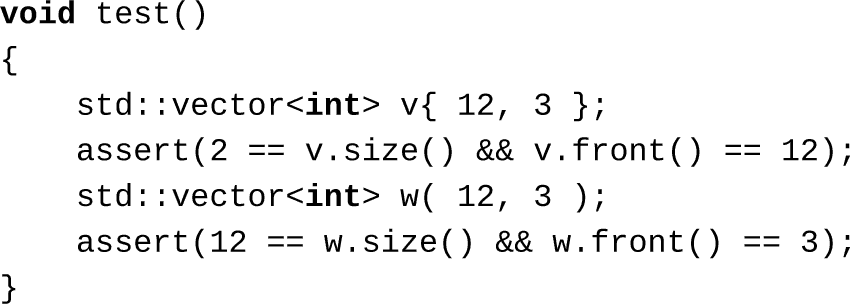 void test()
{
    std::vector<int> v{ 12, 3 };
    assert(2 == v.size() && v.front() == 12);
    std::vector<int> w( 12, 3 );
    assert(12 == w.size() && w.front() == 3);
}